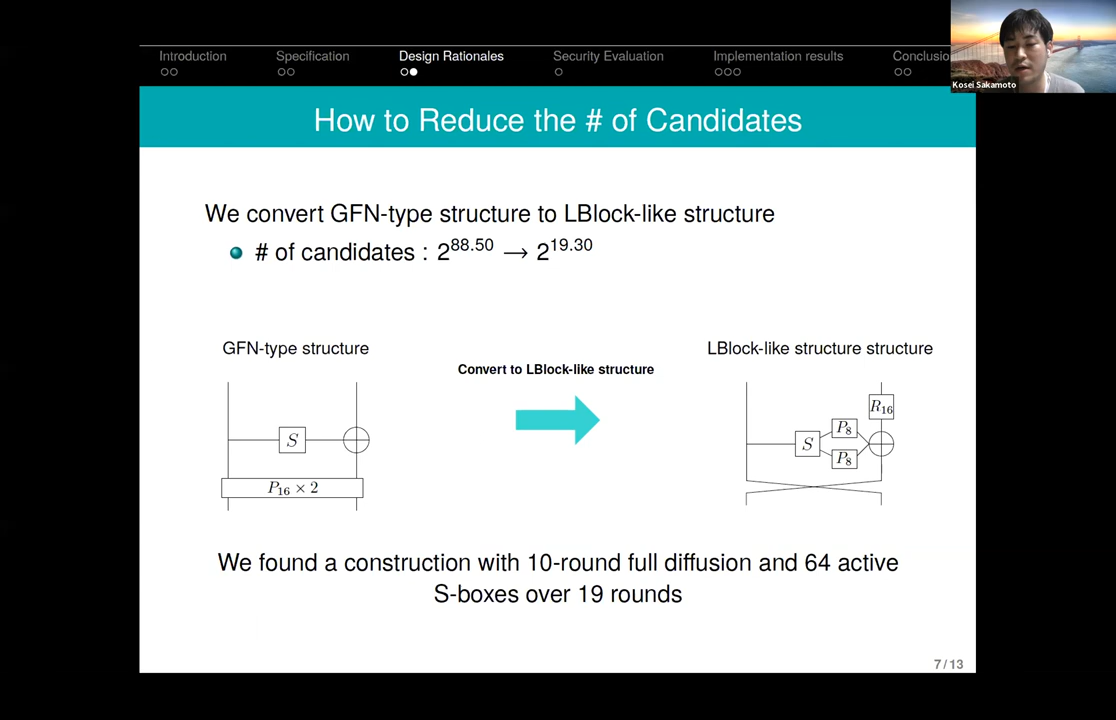 Introduction Specification Design Rationales Security Evaluation Implementation results Conclusio
Kosei Sakamoto
How to Reduce the # of Candidates
We convert GFN-type structure to LBlock-like structure
# of candidates : 2^88.50 → 2^19.30
GFN-type structure
Convert to LBlock-like structure
LBlock-like structure structure
S
P16 × 2
R16
S
P8
P8
We found a construction with 10-round full diffusion and 64 active
S-boxes over 19 rounds
7 / 13